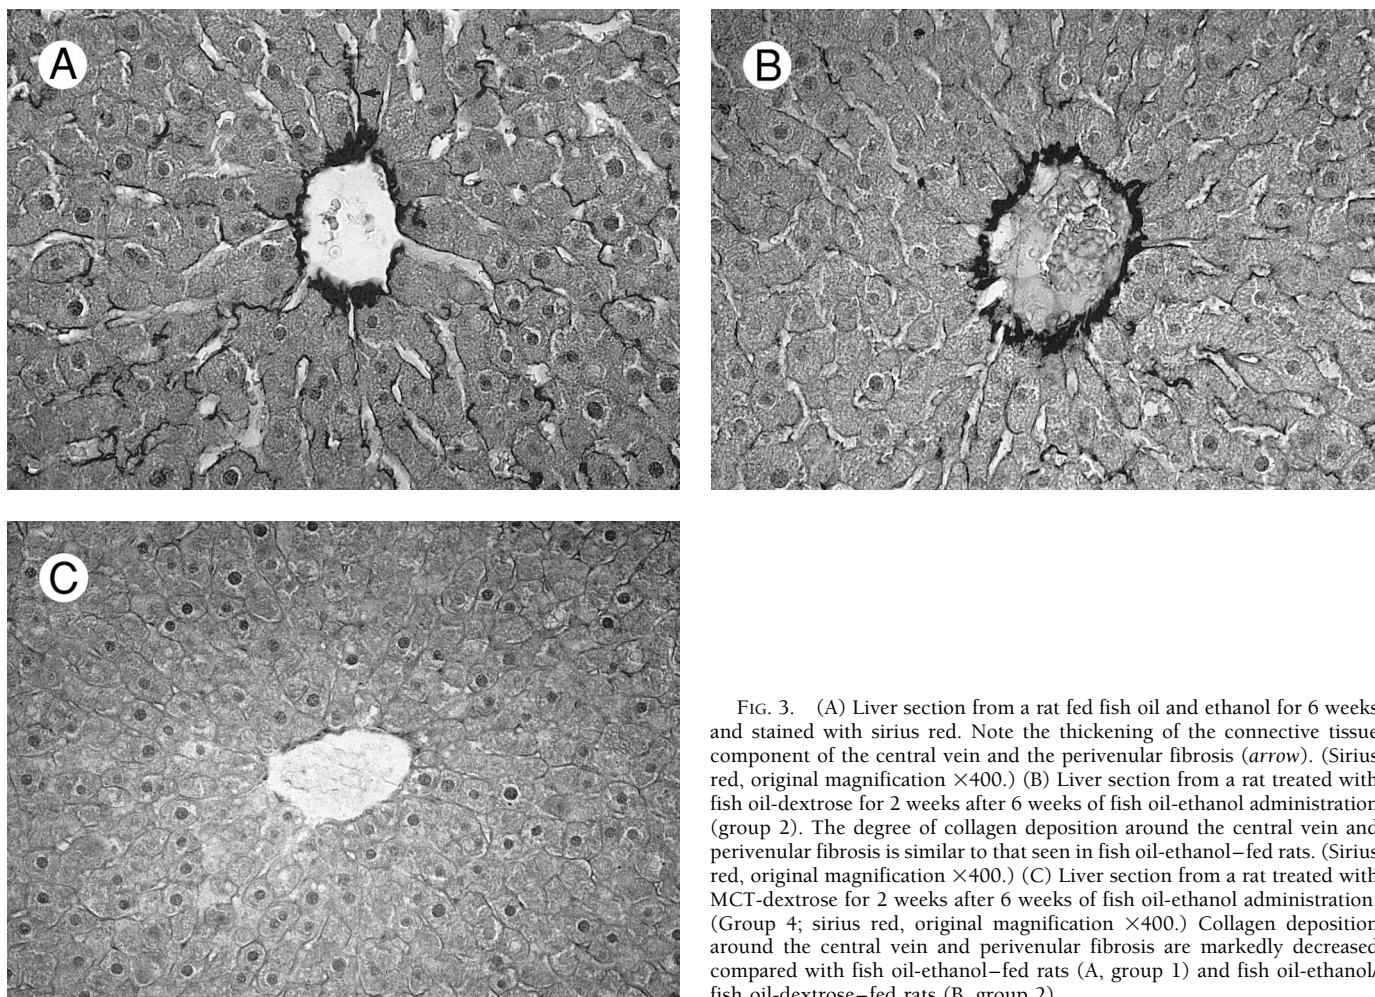 A
B
C
FIG. 3. (A) Liver section from a rat fed fish oil and ethanol for 6 weeks
and stained with sirius red. Note the thickening of the connective tissue
component of the central vein and the perivenular fibrosis (arrow). (Sirius
red, original magnification ×400.) (B) Liver section from a rat treated with
fish oil-dextrose for 2 weeks after 6 weeks of fish oil-ethanol administration
(group 2). The degree of collagen deposition around the central vein and
perivenular fibrosis is similar to that seen in fish oil-ethanol–fed rats. (Sirius
red, original magnification ×400.) (C) Liver section from a rat treated with
MCT-dextrose for 2 weeks after 6 weeks of fish oil-ethanol administration
(Group 4; sirius red, original magnification ×400.) Collagen deposition
around the central vein and perivenular fibrosis are markedly decreased
compared with fish oil-ethanol–fed rats (A, group 1) and fish oil-ethanol/
fish oil-dextrose–fed rats (B, group 2)